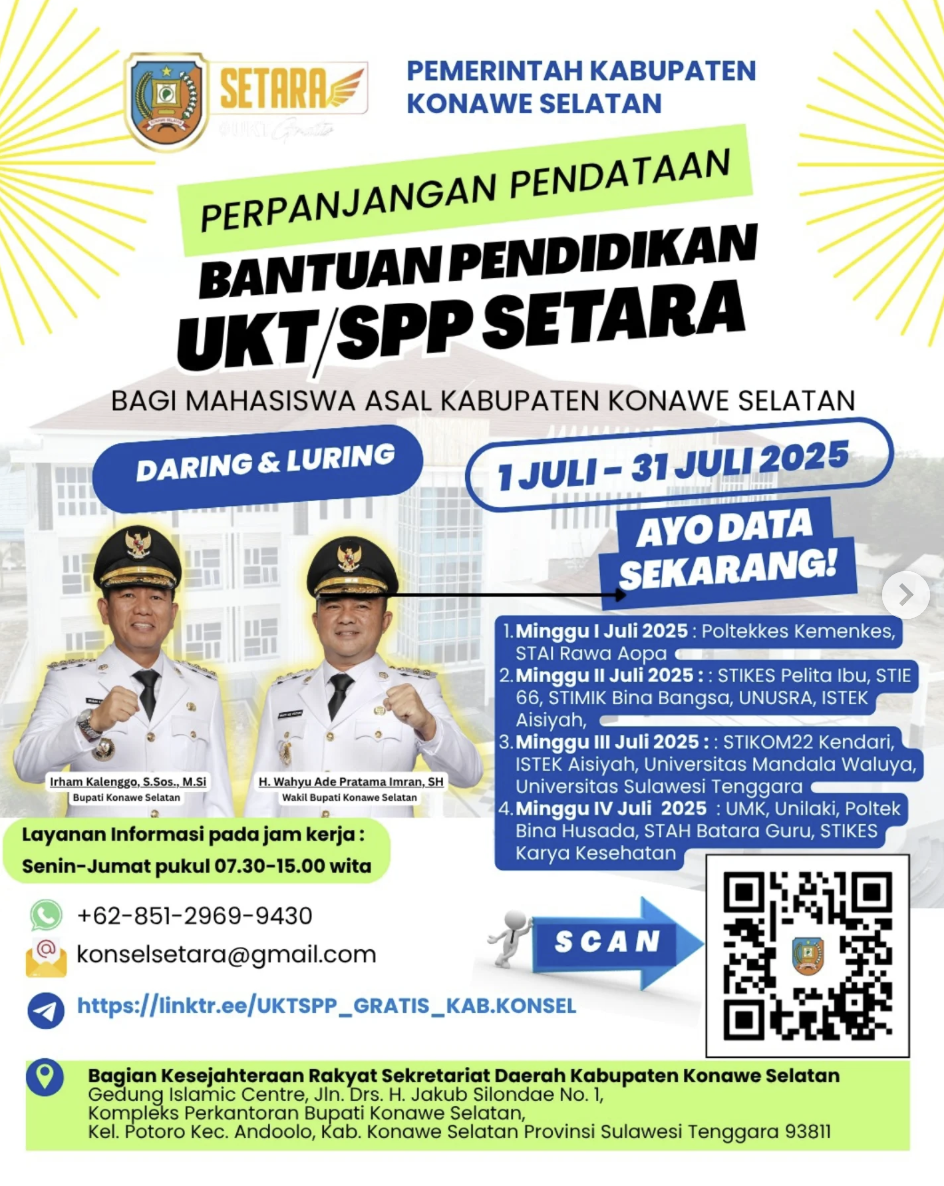 SETARA
PEMERINTAH KABUPATEN
KONAWE SELATAN
PERPANJANGAN PENDATAAN
BANTUAN PENDIDIKAN
UKT/SPP SETARA
BAGI MAHASISWA ASAL KABUPATEN KONAWE SELATAN
DARING & LURING
1 JULI - 31 JULI 2025
AYO DATA
SEKARANG!
1. Minggu I Juli 2025 : Poltekkes Kemenkes,
STAI Rawa Aopa
2. Minggu II Juli 2025 : : STIKES Pelita Ibu, STIE
66, STIMIK Bina Bangsa, UNUSRA, ISTEK
Aisiyah,
3. Minggu III Juli 2025 : : STIKOM22 Kendari,
ISTEK Aisiyah, Universitas Mandala Waluya,
Universitas Sulawesi Tenggara
4. Minggu IV Juli 2025 : UMK, Unilaki, Poltek
Bina Husada, STAH Batara Guru, STIKES
Karya Kesehatan
Irham Kalenggo, S.Sos., M.Si
Bupati Konawe Selatan
H. Wahyu Ade Pratama Imran, SH
Wakil Bupati Konawe Selatan
Layanan Informasi pada jam kerja :
Senin-Jumat pukul 07.30-15.00 wita
+62-851-2969-9430
konselsetara@gmail.com
https://linktr.ee/UKTSPP_GRATIS_KAB.KONSEL
SCAN
Bagian Kesejahteraan Rakyat Sekretariat Daerah Kabupaten Konawe Selatan
Gedung Islamic Centre, Jln. Drs. H. Jakub Silondae No. 1,
Kompleks Perkantoran Bupati Konawe Selatan,
Kel. Potoro Kec. Andoolo, Kab. Konawe Selatan Provinsi Sulawesi Tenggara 93811